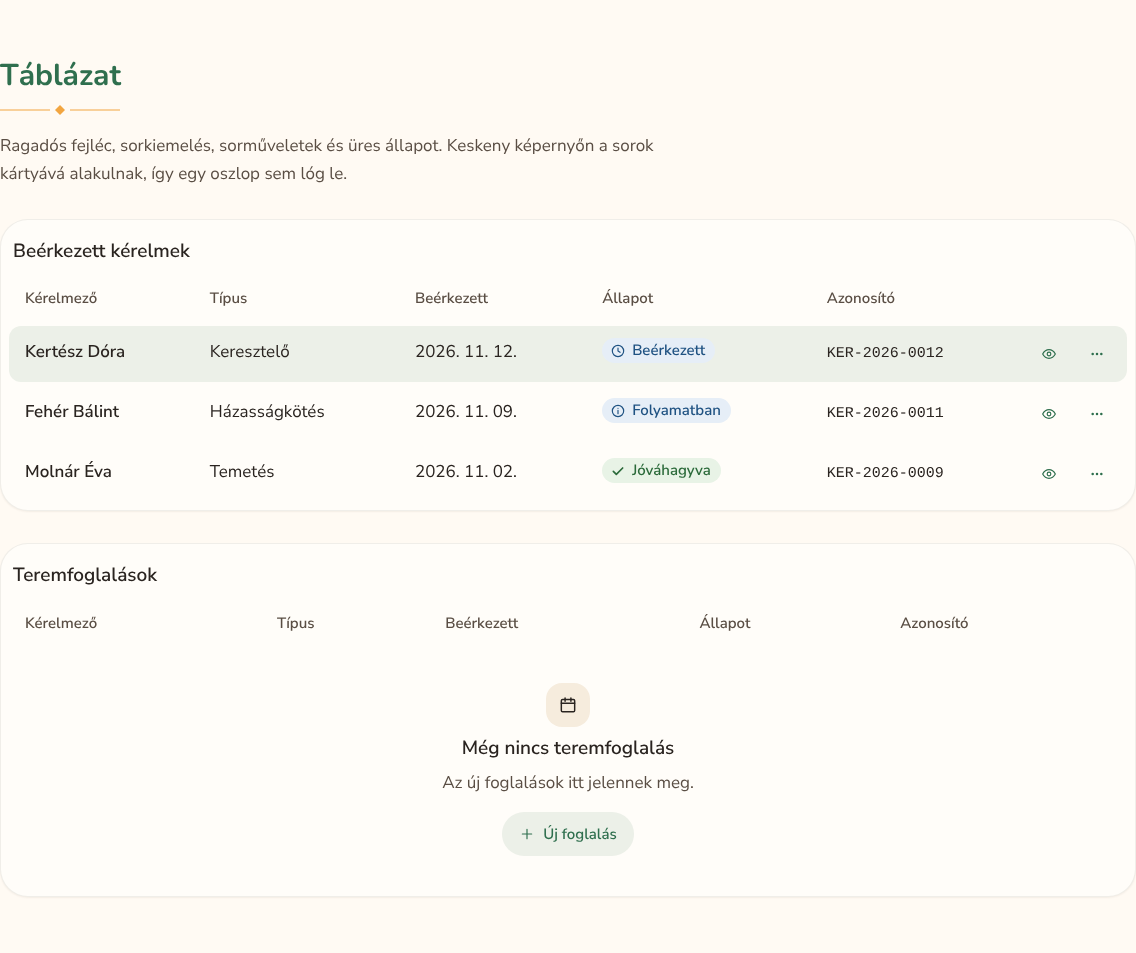 Táblázat
Ragadós fejléc, sorkiemelés, sorműveletek és üres állapot. Keskeny képernyőn a sorok
kártyává alakulnak, így egy oszlop sem lóg le.
Beérkezett kérelmek
Kérelmező Típus Beérkezett Állapot Azonosító
Kertész Dóra Keresztelő 2026. 11. 12. Beérkezett KER-2026-0012
Fehér Bálint Házasságkötés 2026. 11. 09. Folyamatban KER-2026-0011
Molnár Éva Temetés 2026. 11. 02. Jóváhagyva KER-2026-0009
Teremfoglalások
Kérelmező Típus Beérkezett Állapot Azonosító
Még nincs teremfoglalás
Az új foglalások itt jelennek meg.
Új foglalás